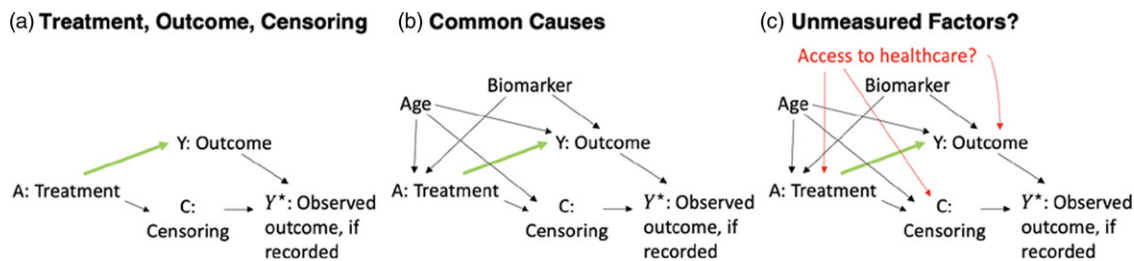 (a) Treatment, Outcome, Censoring
Y: Outcome
A: Treatment
C:
Censoring
Y*: Observed
outcome, if
recorded
(b) Common Causes
Biomarker
Age
Y: Outcome
A: Treatment
C:
Censoring
Y*: Observed
outcome, if
recorded
(c) Unmeasured Factors?
Access to healthcare?
Biomarker
Age
Y: Outcome
A: Treatment
C:
Censoring
Y*: Observed
outcome, if
recorded